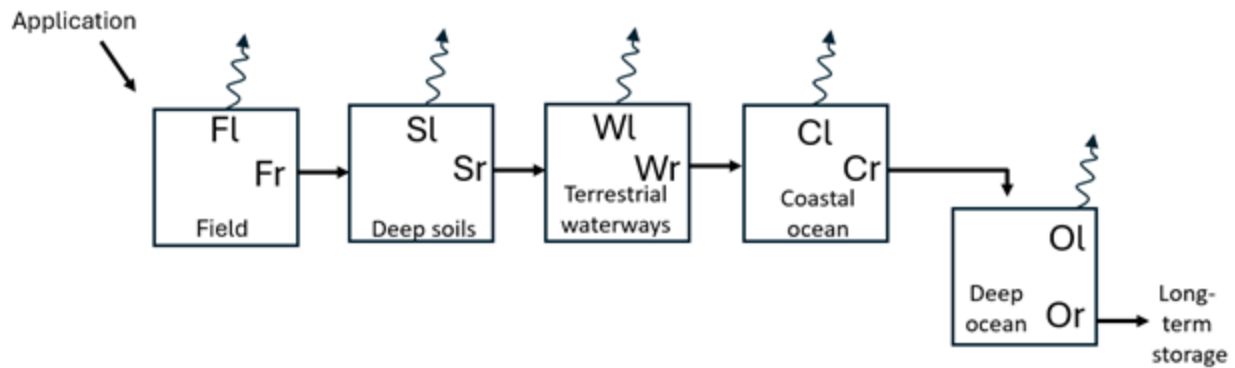 Application
Fl
Fr
Field
Sl
Sr
Deep soils
Wl
Wr
Terrestrial
waterways
Cl
Cr
Coastal
ocean
Ol
Deep
ocean
Or
Long-
term
storage